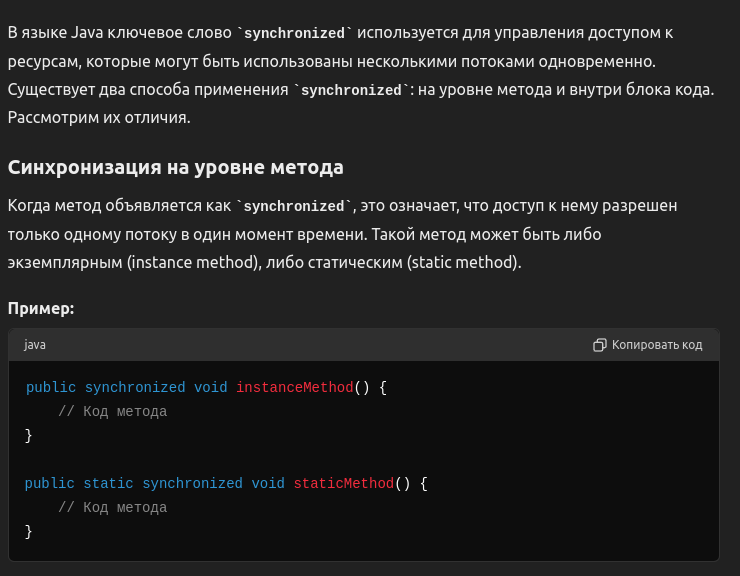 В языке Java ключевое слово `synchronized` используется для управления доступом к
ресурсам, которые могут быть использованы несколькими потоками одновременно.
Существует два способа применения `synchronized`: на уровне метода и внутри блока кода.
Рассмотрим их отличия.
Синхронизация на уровне метода
Когда метод объявляется как `synchronized`, это означает, что доступ к нему разрешен
только одному потоку в один момент времени. Такой метод может быть либо
экземплярным (instance method), либо статическим (static method).
Пример:
java Копировать код
public synchronized void instanceMethod() {
    // Код метода
}
public static synchronized void staticMethod() {
    // Код метода
}